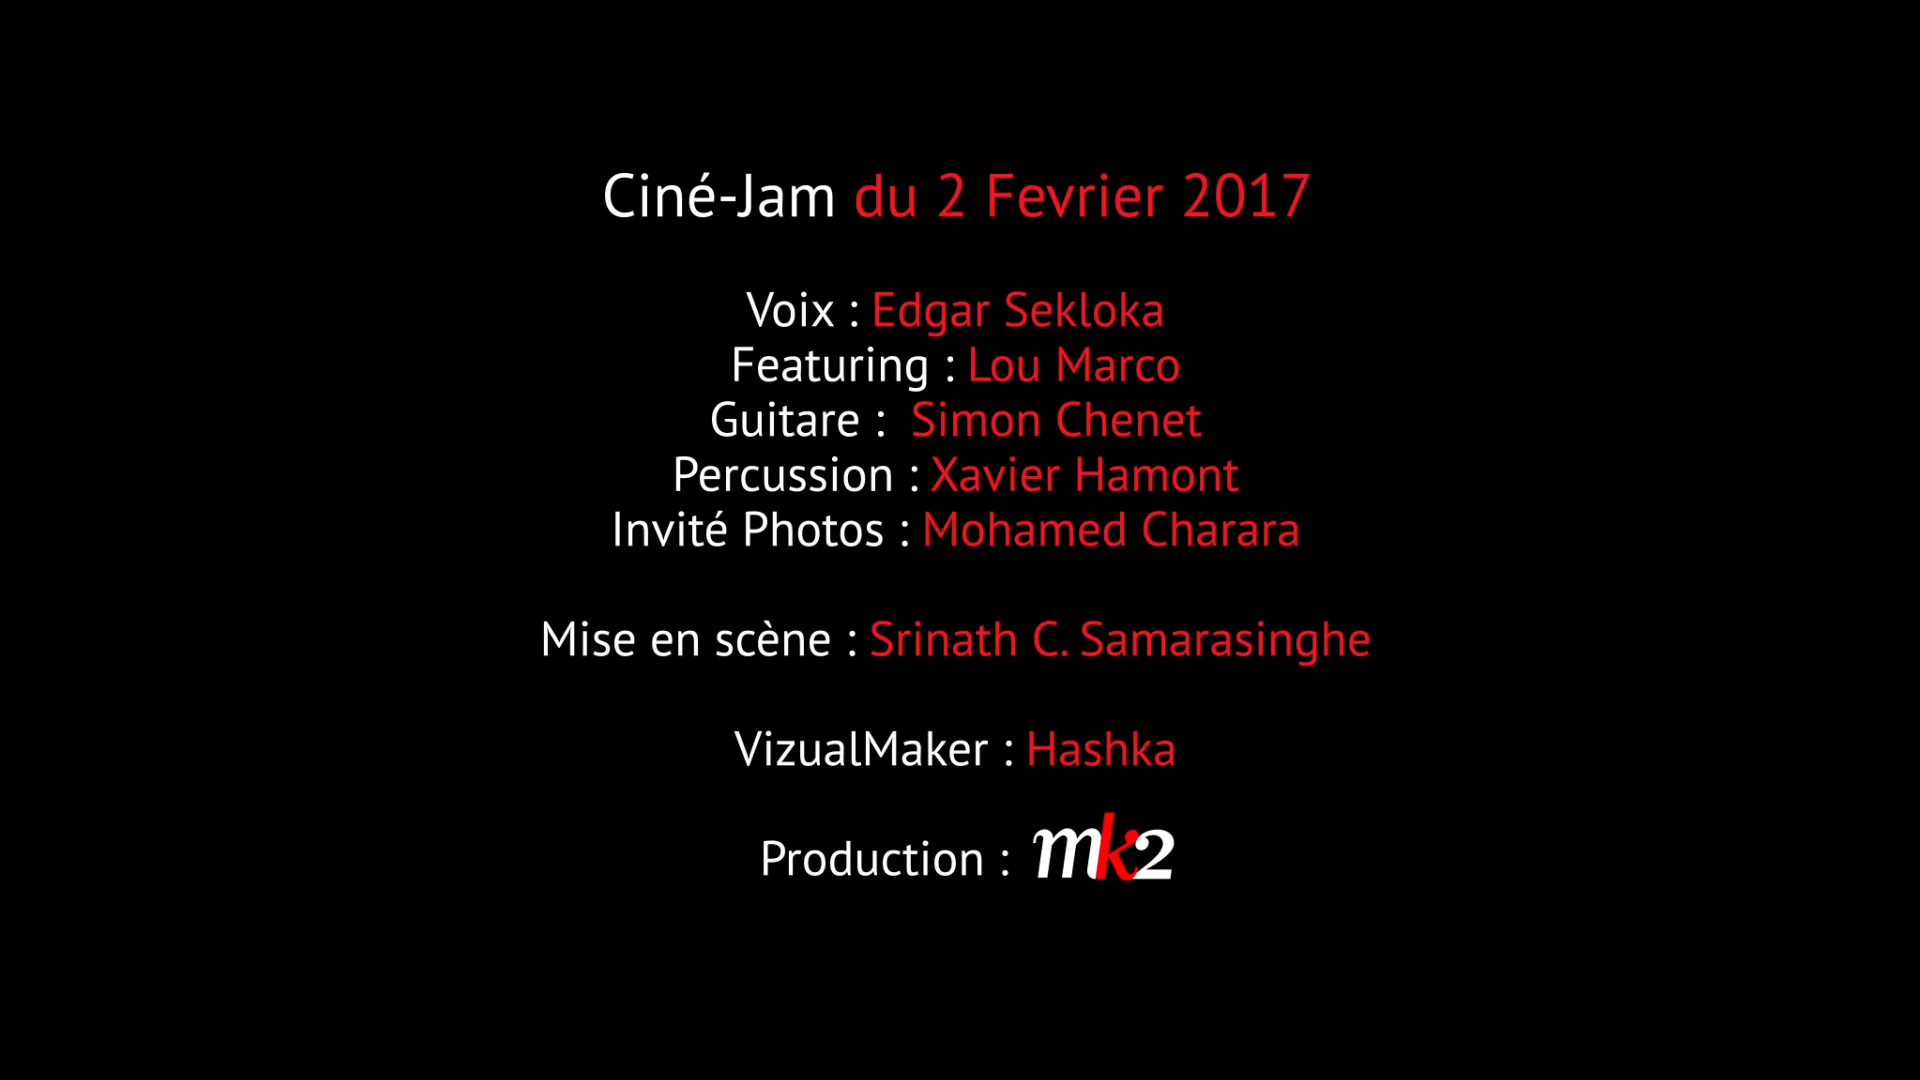 Ciné-Jam du 2 Fevrier 2017
Voix : Edgar Sekloka
Featuring : Lou Marco
Guitare : Simon Chenet
Percussion : Xavier Hamont
Invité Photos : Mohamed Charara
Mise en scène : Srinath C. Samarasinghe
VizualMaker : Hashka
Production : mk2